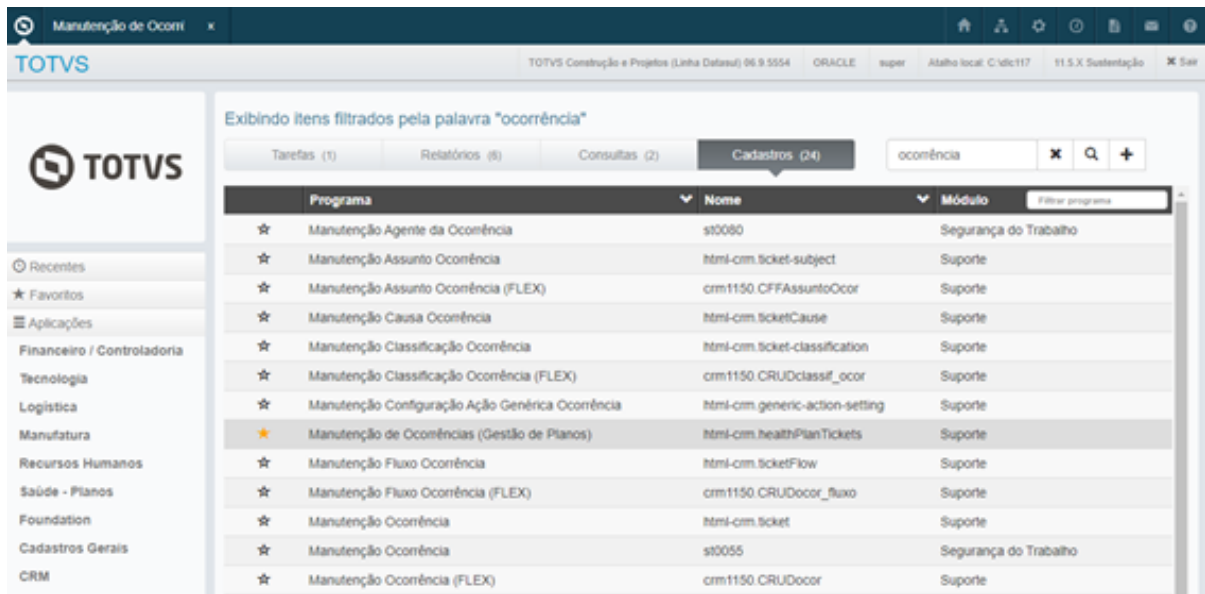 Manutenção de Ocorrí ×
TOTVS TOTVS Construção e Projetos (Linha Datasul) 06.9.5554 ORACLE super Atalho local: C:\dlc117 11.5.X Sustentação ✖ Sair
TOTVS
Recentes
Favoritos
Aplicações
Financeiro / Controladoria
Tecnologia
Logística
Manufatura
Recursos Humanos
Saúde - Planos
Foundation
Cadastros Gerais
CRM
Exibindo itens filtrados pela palavra "ocorrência"
Tarefas (1) Relatórios (6) Consultas (2) Cadastros (24) ocorrência
Programa Nome Módulo Filtrar programa
Manutenção Agente da Ocorrência st0080 Segurança do Trabalho
Manutenção Assunto Ocorrência html-crm.ticket-subject Suporte
Manutenção Assunto Ocorrência (FLEX) crm1150.CFFAssuntoOcor Suporte
Manutenção Causa Ocorrência html-crm.ticketCause Suporte
Manutenção Classificação Ocorrência html-crm.ticket-classification Suporte
Manutenção Classificação Ocorrência (FLEX) crm1150.CRUDclassif_ocor Suporte
Manutenção Configuração Ação Genérica Ocorrência html-crm.generic-action-setting Suporte
Manutenção de Ocorrências (Gestão de Planos) html-crm.healthPlanTickets Suporte
Manutenção Fluxo Ocorrência html-crm.ticketFlow Suporte
Manutenção Fluxo Ocorrência (FLEX) crm1150.CRUDocor_fluxo Suporte
Manutenção Ocorrência html-crm.ticket Suporte
Manutenção Ocorrência st0055 Segurança do Trabalho
Manutenção Ocorrência (FLEX) crm1150.CRUDocor Suporte